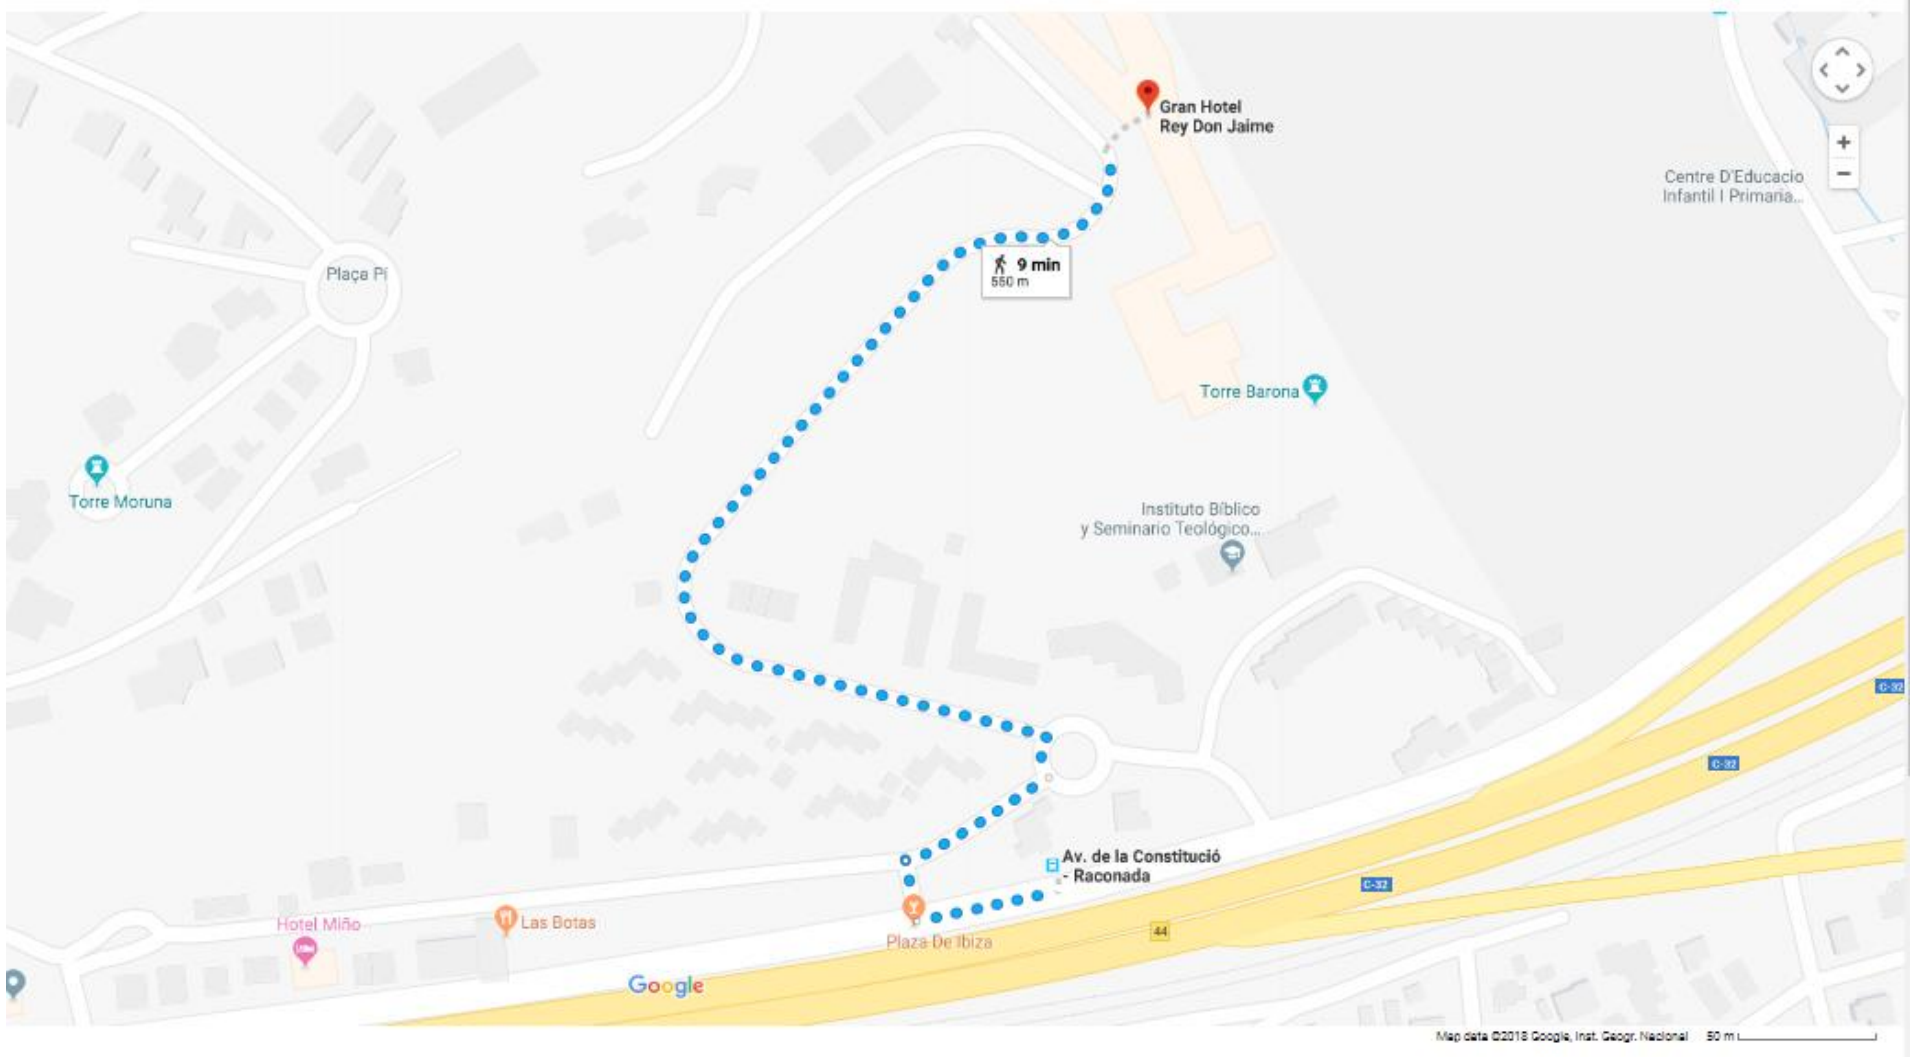 Gran Hotel
Rey Don Jaime
Centre D'Educacio
Infantil I Primaria...
+
−
9 min
550 m
Plaça Pi
Torre Barona
Torre Moruna
Instituto Bíblico
y Seminario Teológico...
C-32
C-32
Av. de la Constitució
- Raconada
C-32
Hotel Miño
Las Botas
Plaza De Ibiza
44
Google
Map data ©2018 Google, Inst. Geogr. Nacional 50 m